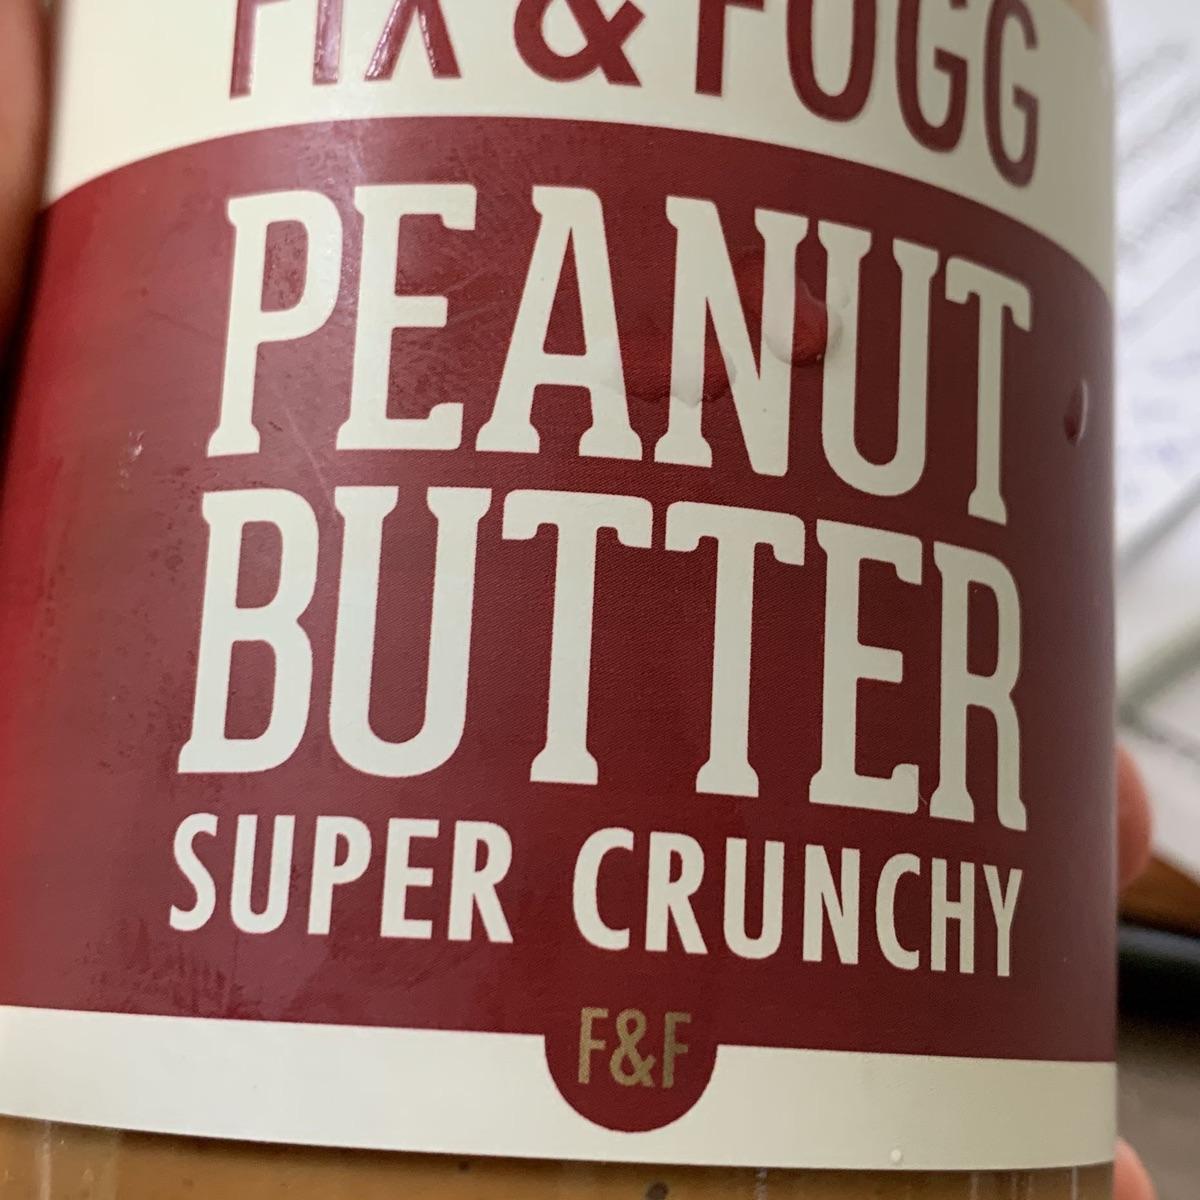 FIX & FOGG
PEANUT
BUTTER
SUPER CRUNCHY
F&F